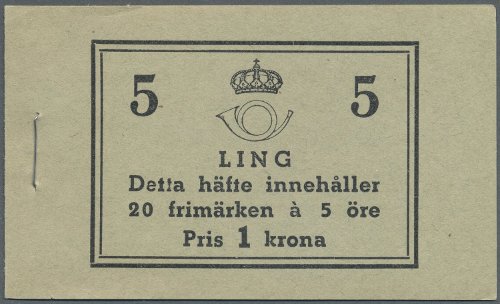 5 5
LING
Detta häfte innehåller
20 frimärken à 5 öre
Pris 1 krona